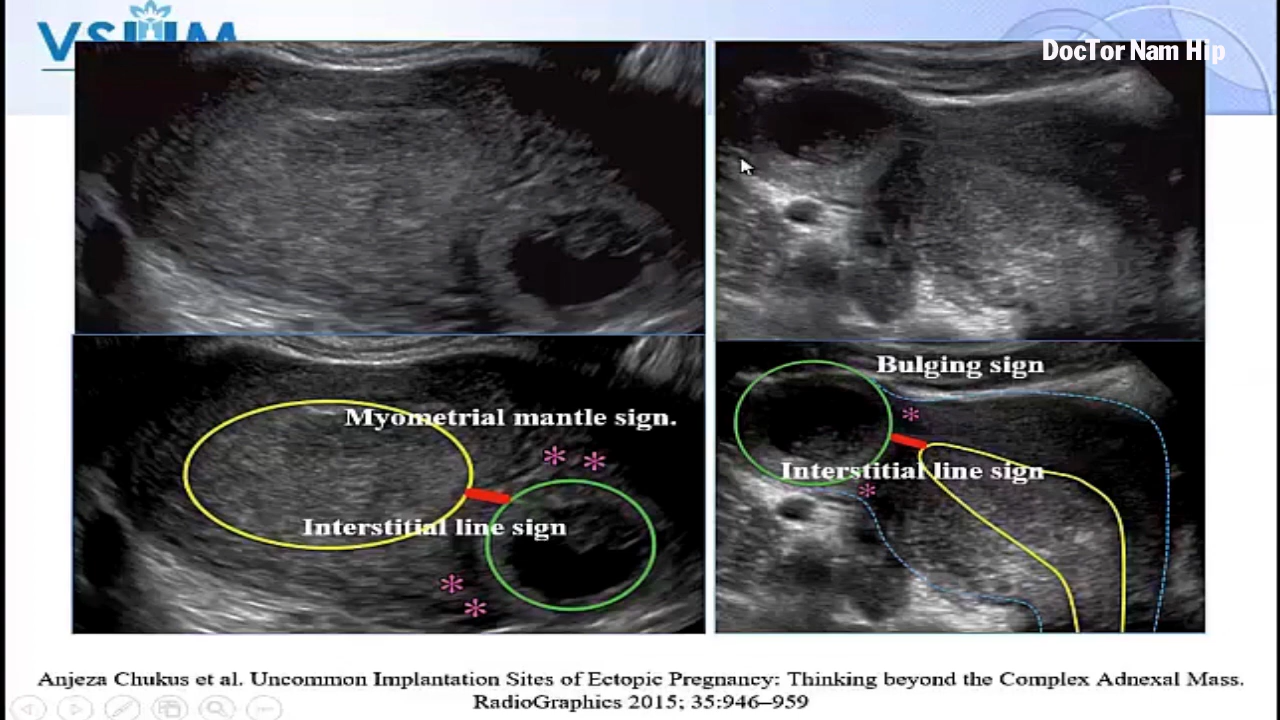 DocTor Nam Hip
Myometrial mantle sign.
Interstitial line sign
Bulging sign
Interstitial line sign
Anjeza Chukus et al. Uncommon Implantation Sites of Ectopic Pregnancy: Thinking beyond the Complex Adnexal Mass.
RadioGraphics 2015; 35:946–959